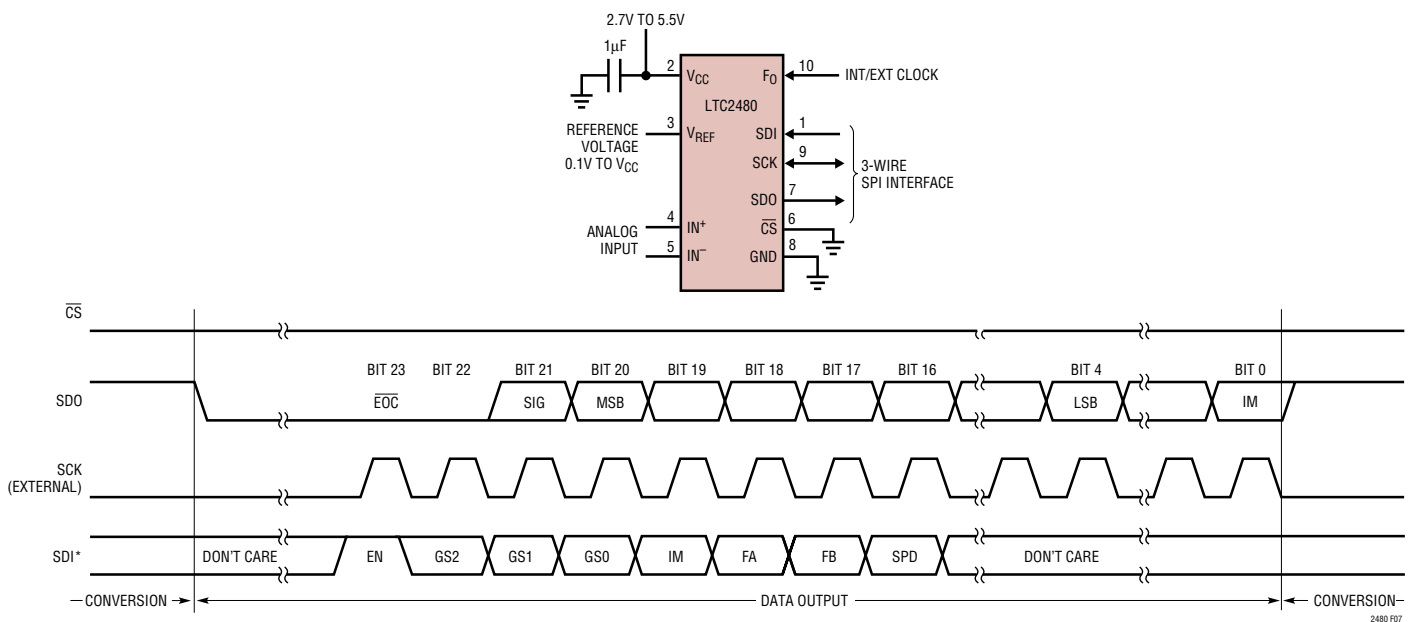 2.7V TO 5.5V
1µF
2
VCC
FO
10
INT/EXT CLOCK
LTC2480
REFERENCE
VOLTAGE
0.1V TO VCC
3
VREF
SDI
1
SCK
9
3-WIRE
SPI INTERFACE
SDO
7
ANALOG
INPUT
4
IN+
5
IN–
CS
6
GND
8
CS
BIT 23 BIT 22 BIT 21 BIT 20 BIT 19 BIT 18 BIT 17 BIT 16 BIT 4 BIT 0
SDO
EOC SIG MSB LSB IM
SCK
(EXTERNAL)
SDI* DON'T CARE EN GS2 GS1 GS0 IM FA FB SPD DON'T CARE
CONVERSION DATA OUTPUT CONVERSION
2480 F07